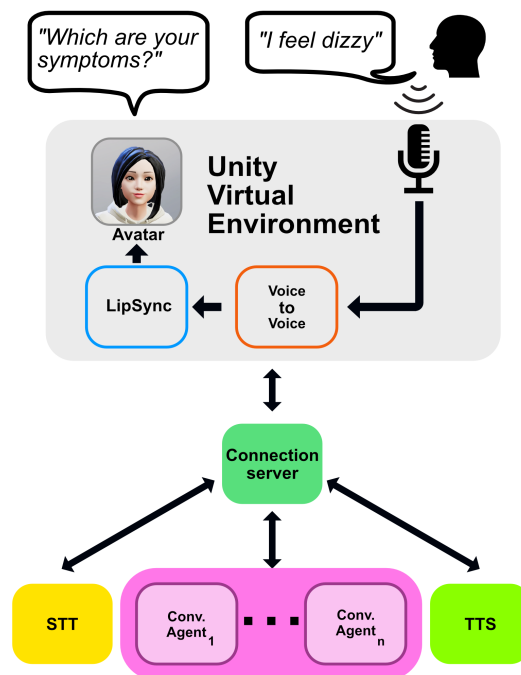 "Which are your
symptoms?"
"I feel dizzy"
Unity
Virtual
Environment
Avatar
LipSync
Voice
to
Voice
Connection
server
STT
Conv.
Agent1
Conv.
Agentn
TTS